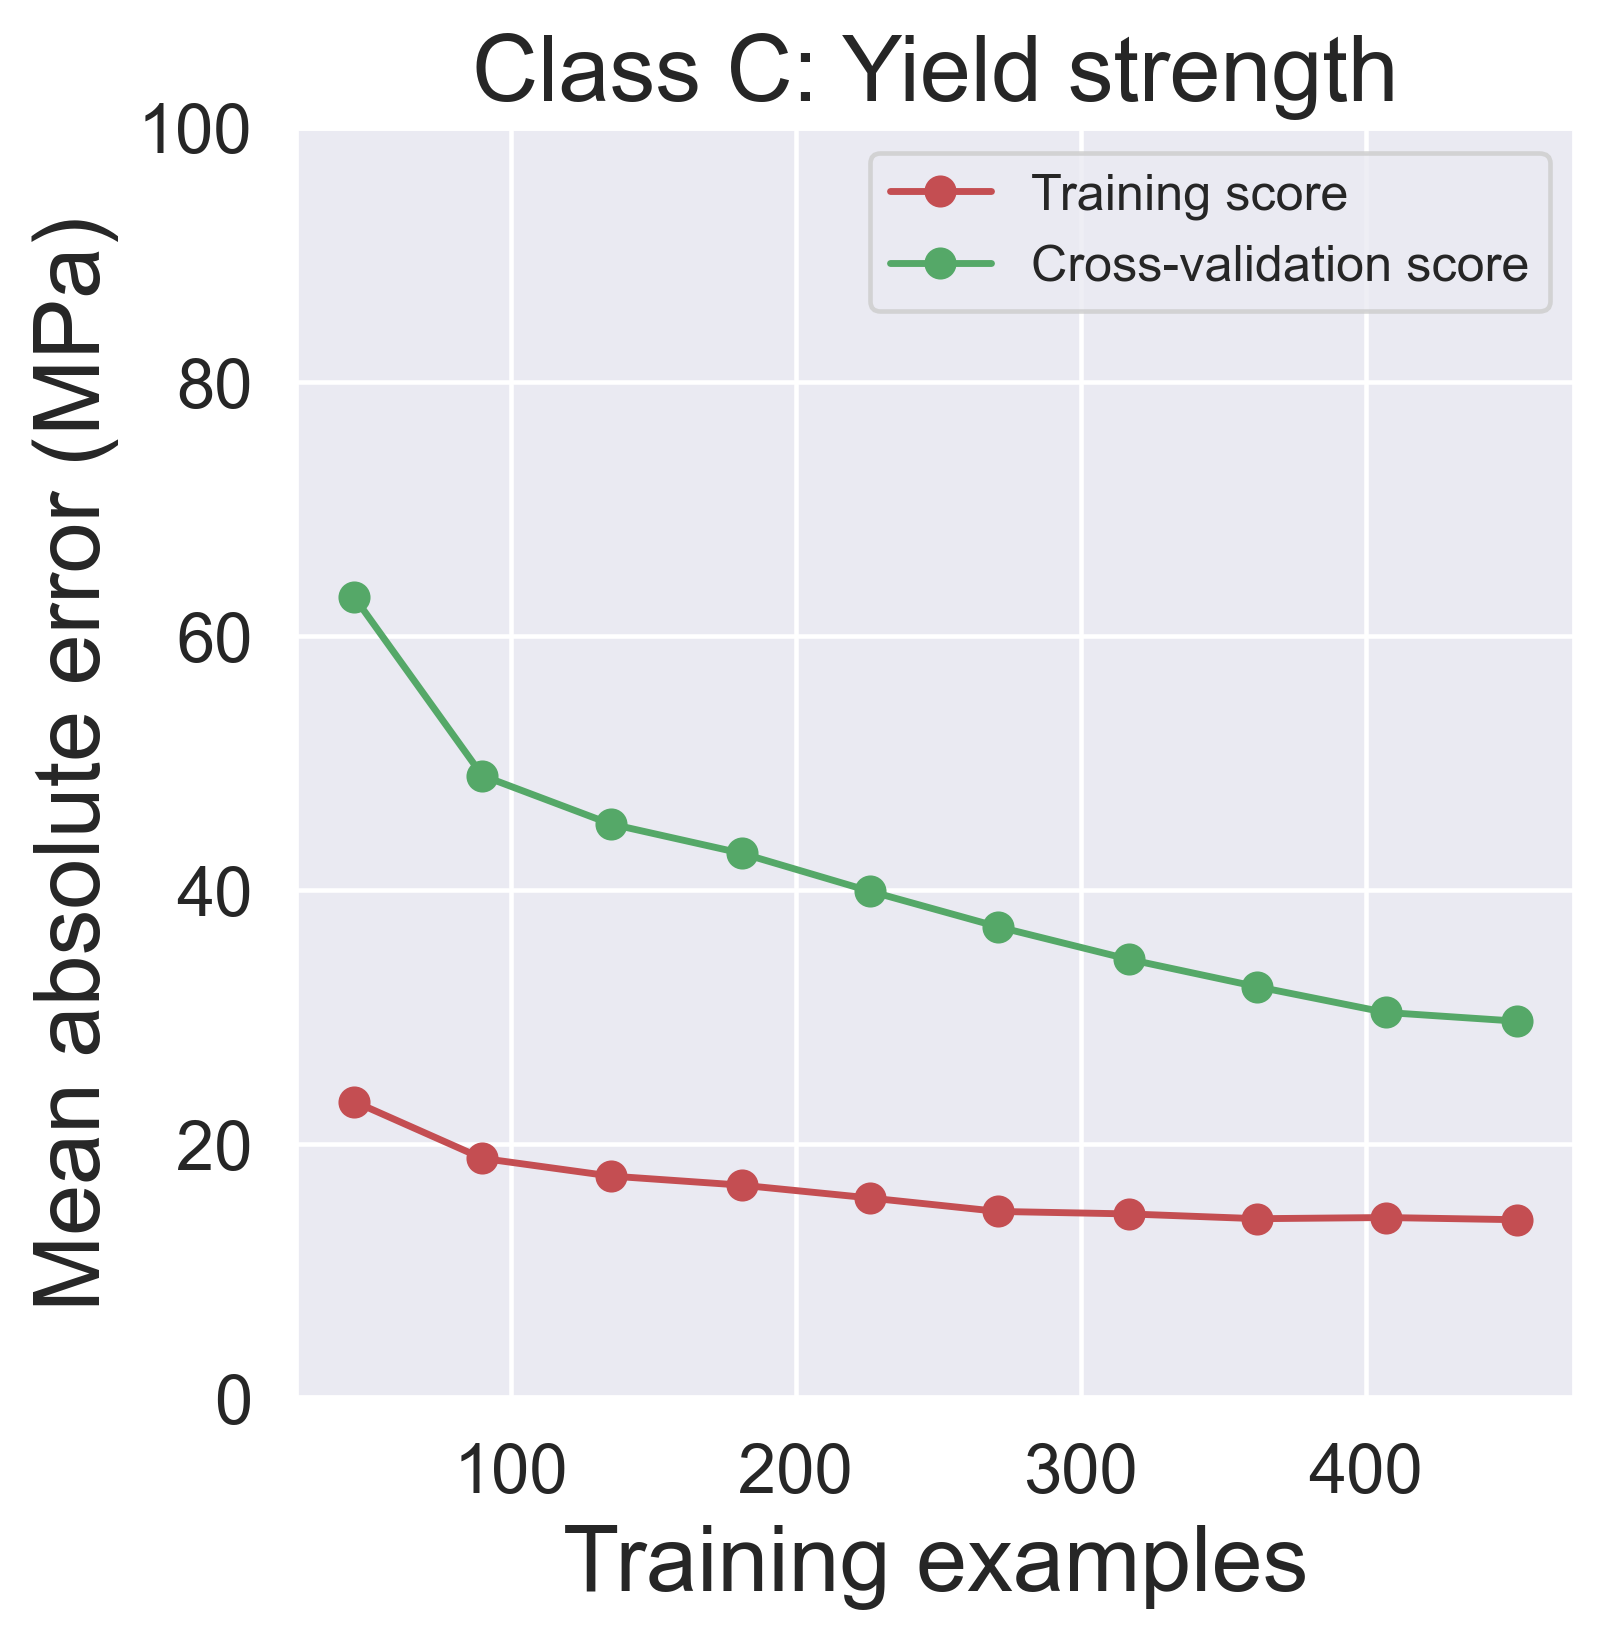 Class C: Yield strength
Mean absolute error (MPa)
100
80
60
40
20
0
Training score
Cross-validation score
100 200 300 400
Training examples